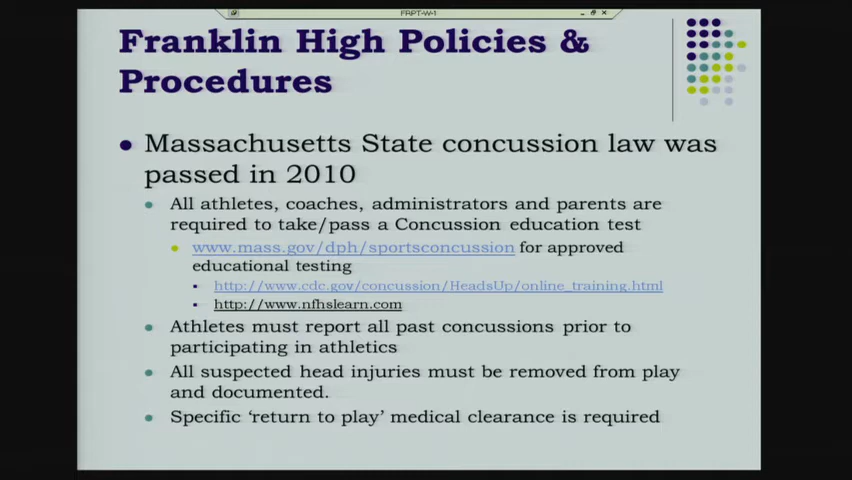 FRPT-W-1
Franklin High Policies &
Procedures
Massachusetts State concussion law was
passed in 2010
All athletes, coaches, administrators and parents are
required to take/pass a Concussion education test
www.mass.gov/dph/sportsconcussion for approved
educational testing
http://www.cdc.gov/concussion/HeadsUp/online_training.html
http://www.nfhslearn.com
Athletes must report all past concussions prior to
participating in athletics
All suspected head injuries must be removed from play
and documented.
Specific ‘return to play’ medical clearance is required